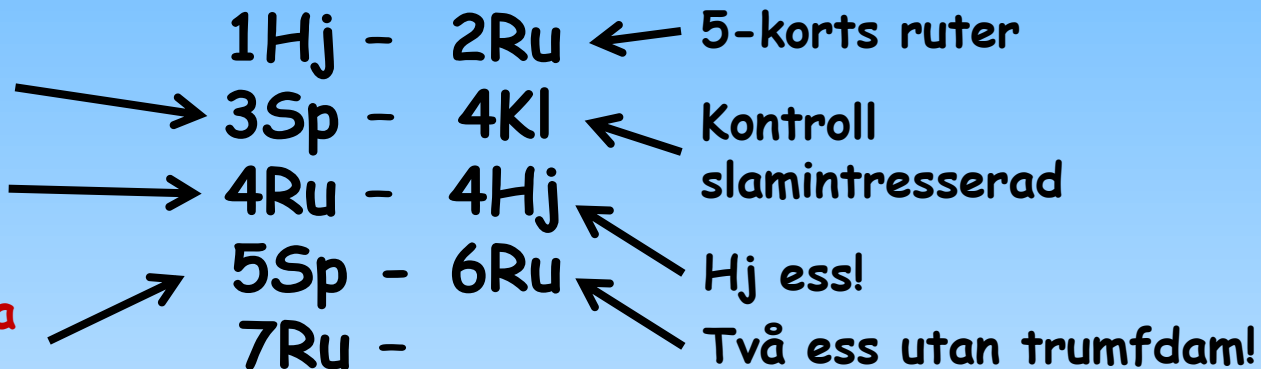 1Hj - 2Ru 5-korts ruter
3Sp - 4Kl Kontroll
slamintresserad
4Ru - 4Hj
Hj ess!
5Sp - 6Ru
a
7Ru - Två ess utan trumfdam!